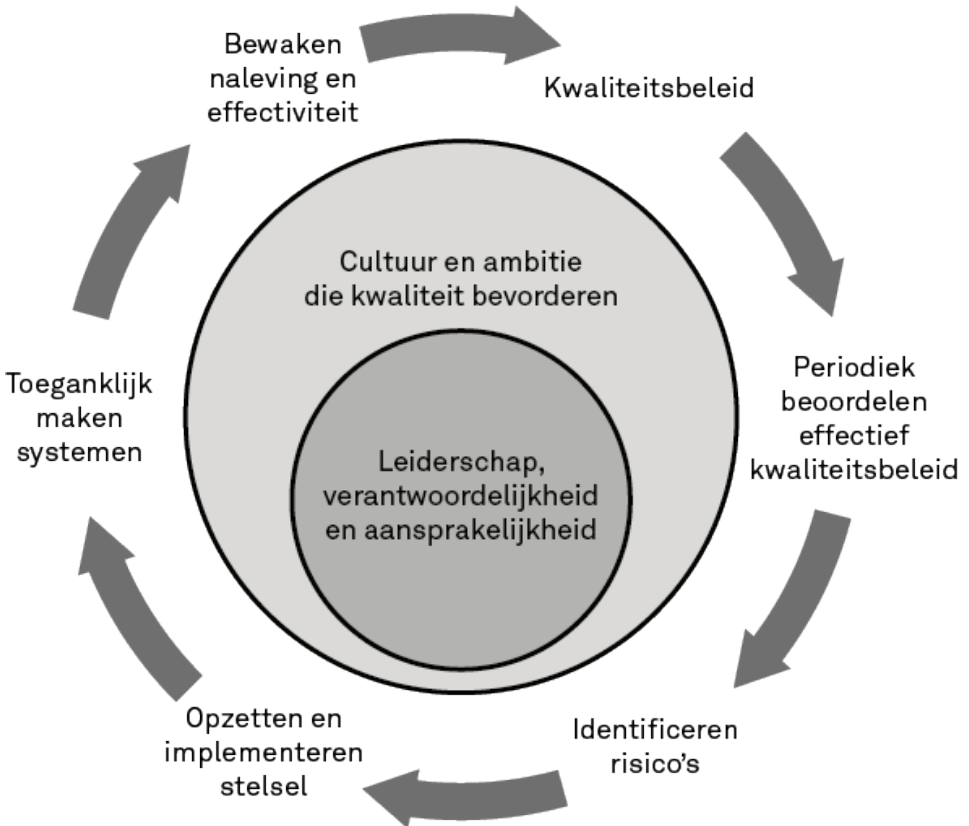 Bewaken
naleving en
effectiviteit
Kwaliteitsbeleid
Cultuur en ambitie
die kwaliteit bevorderen
Toeganklijk
maken
systemen
Periodiek
beoordelen
effectief
kwaliteitsbeleid
Leiderschap,
verantwoordelijkheid
en aansprakelijkheid
Opzetten en
implementeren
stelsel
Identificeren
risico's